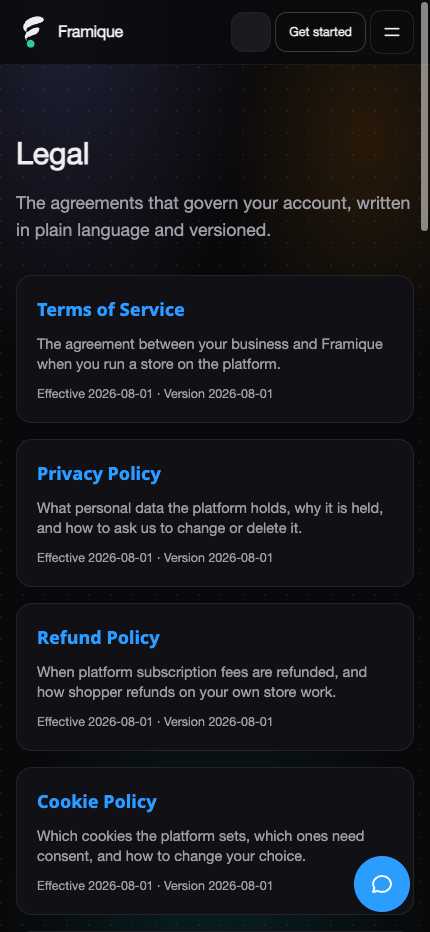 Framique
Get started
Legal
The agreements that govern your account, written
in plain language and versioned.
Terms of Service
The agreement between your business and Framique
when you run a store on the platform.
Effective 2026-08-01 · Version 2026-08-01
Privacy Policy
What personal data the platform holds, why it is held,
and how to ask us to change or delete it.
Effective 2026-08-01 · Version 2026-08-01
Refund Policy
When platform subscription fees are refunded, and
how shopper refunds on your own store work.
Effective 2026-08-01 · Version 2026-08-01
Cookie Policy
Which cookies the platform sets, which ones need
consent, and how to change your choice.
Effective 2026-08-01 · Version 2026-08-01